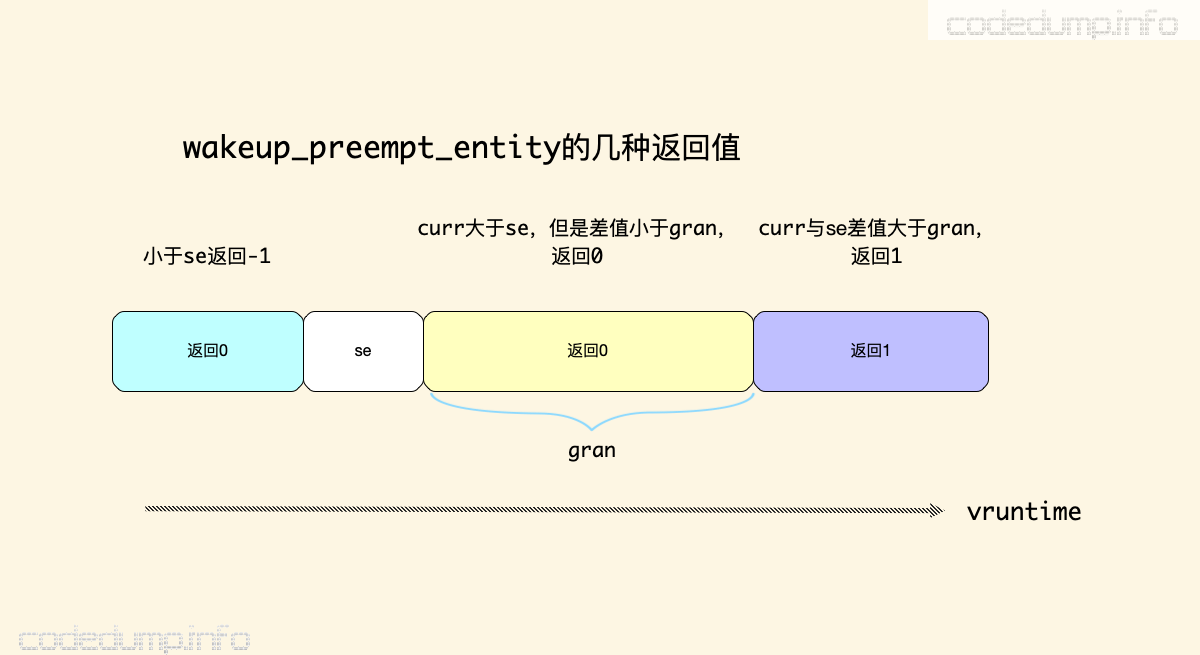 codedumpinfo
wakeup_preempt_entity的几种返回值
小于se返回-1
curr大于se，但是差值小于gran，
返回0
curr与se差值大于gran，
返回1
返回0
se
返回0
返回1
gran
vruntime
codedumpinfo